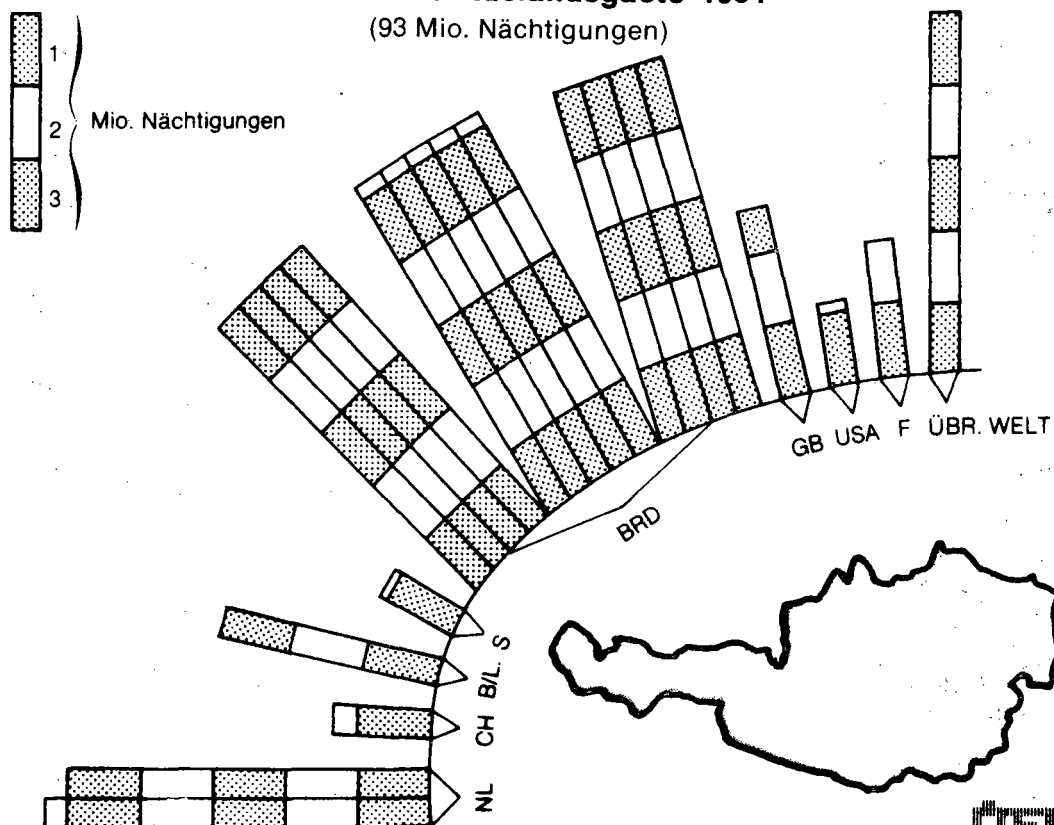 (93 Mio. Nächtigungen)
1
2
3
Mio. Nächtigungen
GB USA F ÜBR. WELT
BRD
S
B/L.
CH
NL